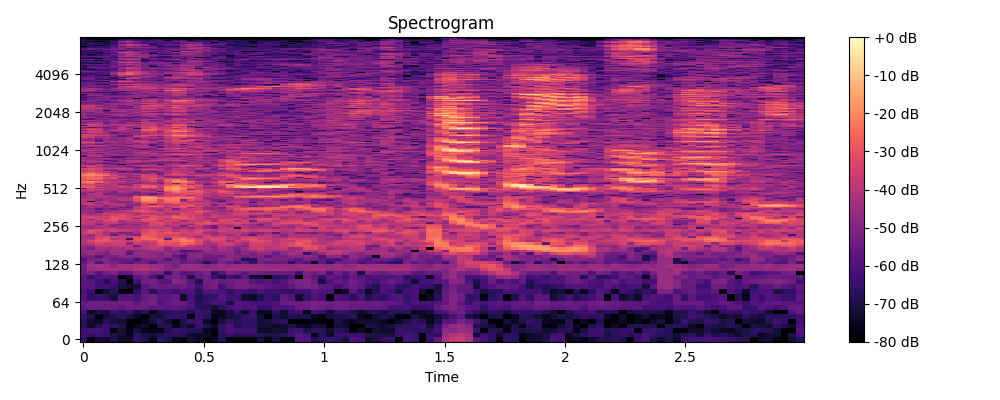 Spectrogram
+0 dB
4096
-10 dB
2048
-20 dB
1024
-30 dB
Hz
512
-40 dB
256
-50 dB
128
-60 dB
64
-70 dB
0
-80 dB
0 0.5 1 1.5 2 2.5
Time